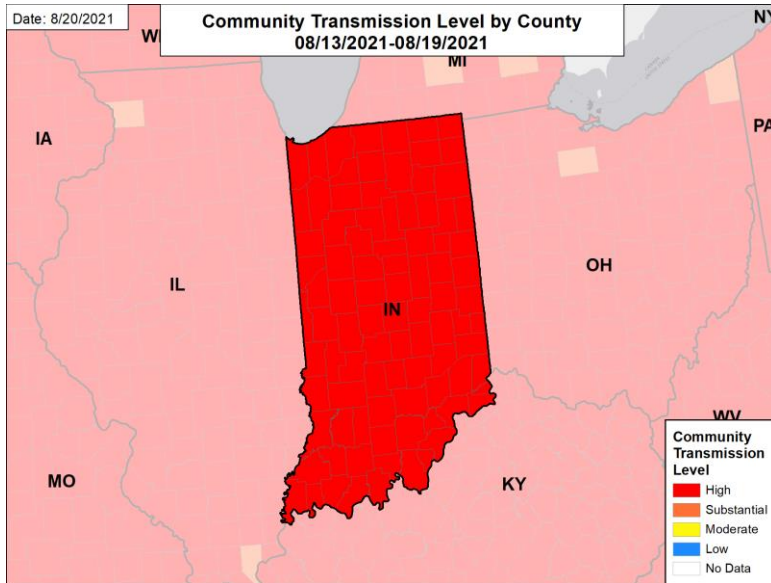 Date: 8/20/2021
Community Transmission Level by County
08/13/2021-08/19/2021
NY
MI
IA
PA
IL
OH
IN
MO
KY
WV
Community
Transmission
Level
High
Substantial
Moderate
Low
No Data